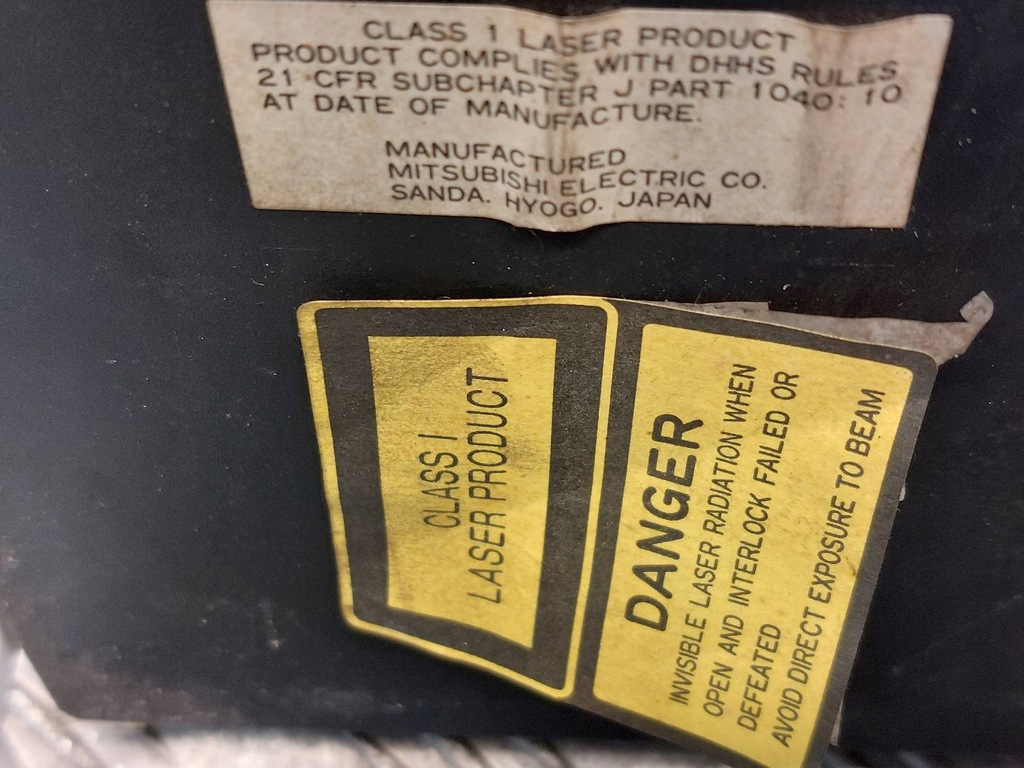 CLASS 1 LASER PRODUCT
PRODUCT COMPLIES WITH DHHS RULES
21 CFR SUBCHAPTER J PART 1040: 10
AT DATE OF MANUFACTURE.
MANUFACTURED
MITSUBISHI ELECTRIC CO.
SANDA. HYOGO. JAPAN
CLASS I
LASER PRODUCT
DANGER
INVISIBLE LASER RADIATION WHEN
OPEN AND INTERLOCK FAILED OR
DEFEATED
AVOID DIRECT EXPOSURE TO BEAM